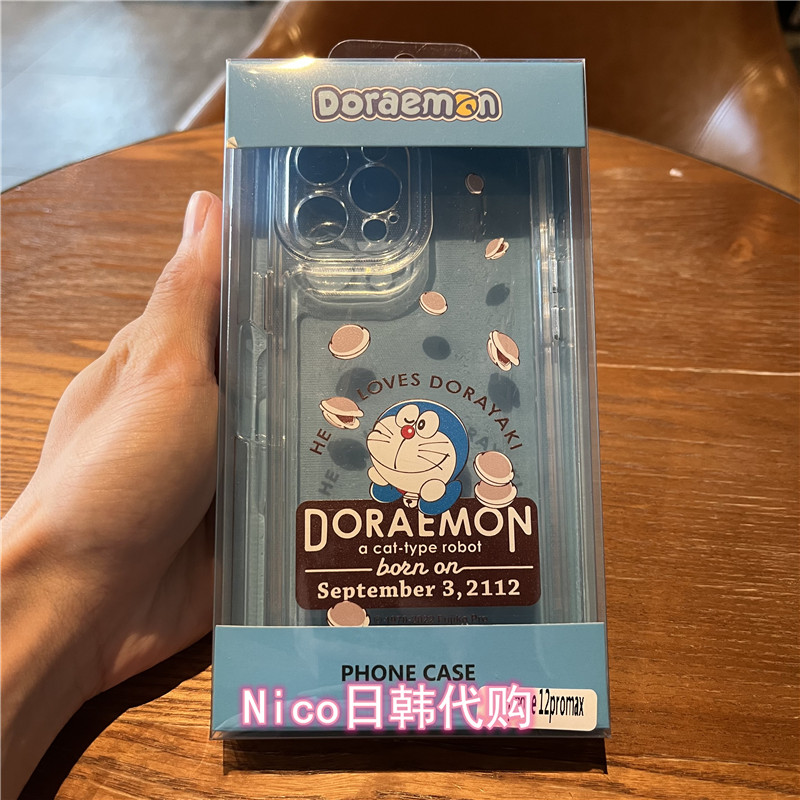 Doraemon
HE LOVES DORAYAKI
DORAEMON
a cat-type robot
born on
September 3, 2112
PHONE CASE
Nico日韩代购
12promax